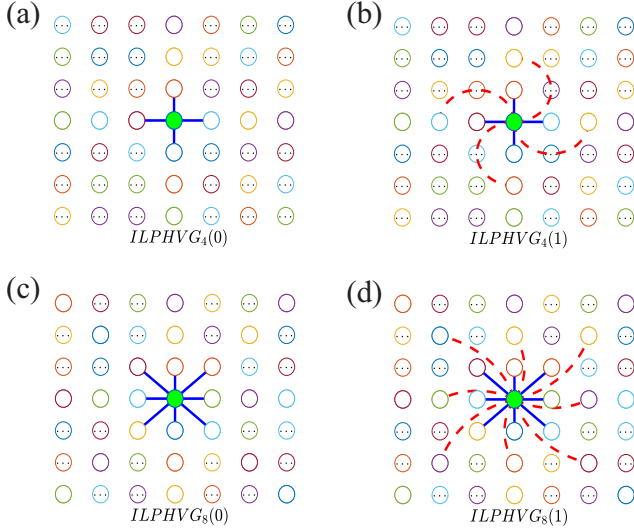 (a)
(b)
ILPHVG₄(0)
ILPHVG₄(1)
(c)
(d)
ILPHVG₈(0)
ILPHVG₈(1)